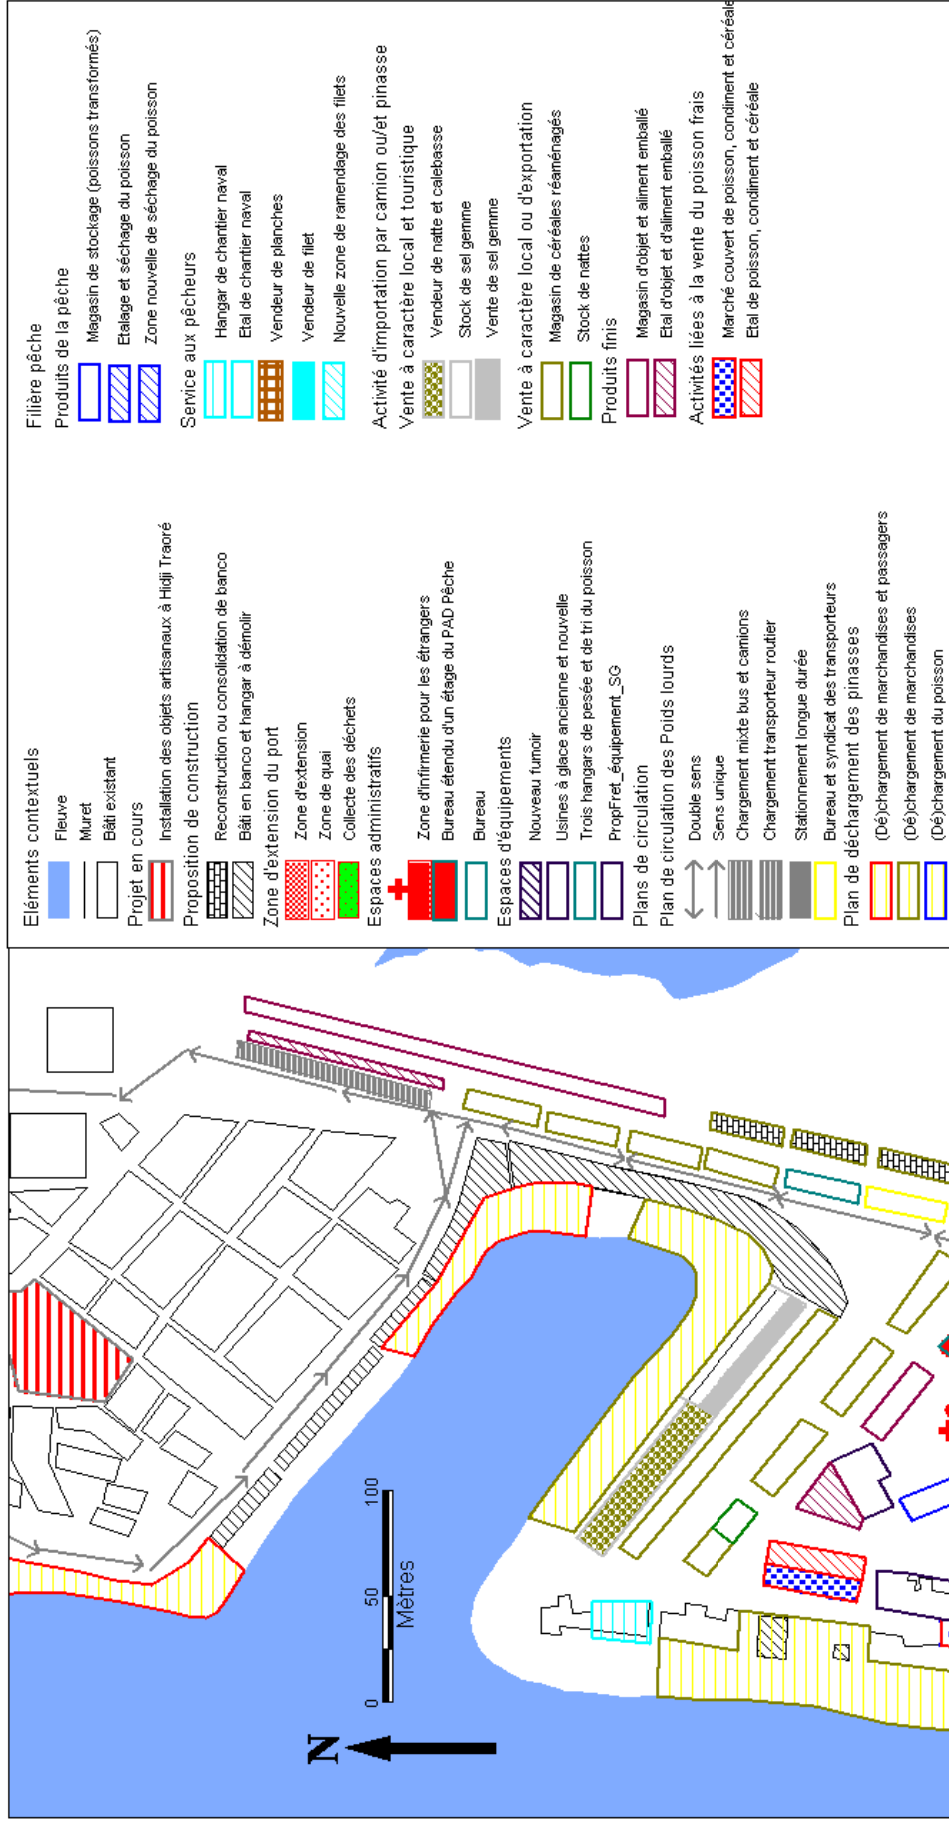 Eléments contextuels
Fleuve
Muret
Bâti existant
Projet en cours
Installation des objets artisanaux à Hidji Traoré
Proposition de construction
Reconstruction ou consolidation de banco
Bâti en banco et hangar à démolir
Zone d'extension du port
Zone d'extension
Zone de quai
Collecte des déchets
Espaces administratifs
Zone d'infirmerie pour les étrangers
Bureau étendu d'un étage du PAD Pêche
Bureau
Espaces d'équipements
Nouveau fumoir
Usines à glace ancienne et nouvelle
Trois hangars de pesée et de tri du poisson
PropFret_équipement_SG
Plans de circulation
Plan de circulation des Poids lourds
Double sens
Sens unique
Chargement mixte bus et camions
Chargement transporteur routier
Stationnement longue durée
Bureau et syndicat des transporteurs
Plan de déchargement des pinasses
(Dé)chargement de marchandises et passagers
(Dé)chargement de marchandises
(Dé)chargement du poisson
Filière pêche
Produits de la pêche
Magasin de stockage (poissons transformés)
Etalage et séchage du poisson
Zone nouvelle de séchage du poisson
Service aux pêcheurs
Hangar de chantier naval
Etal de chantier naval
Vendeur de planches
Vendeur de filet
Nouvelle zone de ramendage des filets
Activité d'importation par camion ou/et pinasse
Vente à caractère local et touristique
Vendeur de natte et calebasse
Stock de sel gemme
Vente de sel gemme
Vente à caractère local ou d'exportation
Magasin de céréales réaménagés
Stock de nattes
Produits finis
Magasin d'objet et aliment emballé
Etal d'objet et d'aliment emballé
Activités liées à la vente du poisson frais
Marché couvert de poisson, condiment et céréale
Etal de poisson, condiment et céréale
N
0 50 100
Mètres